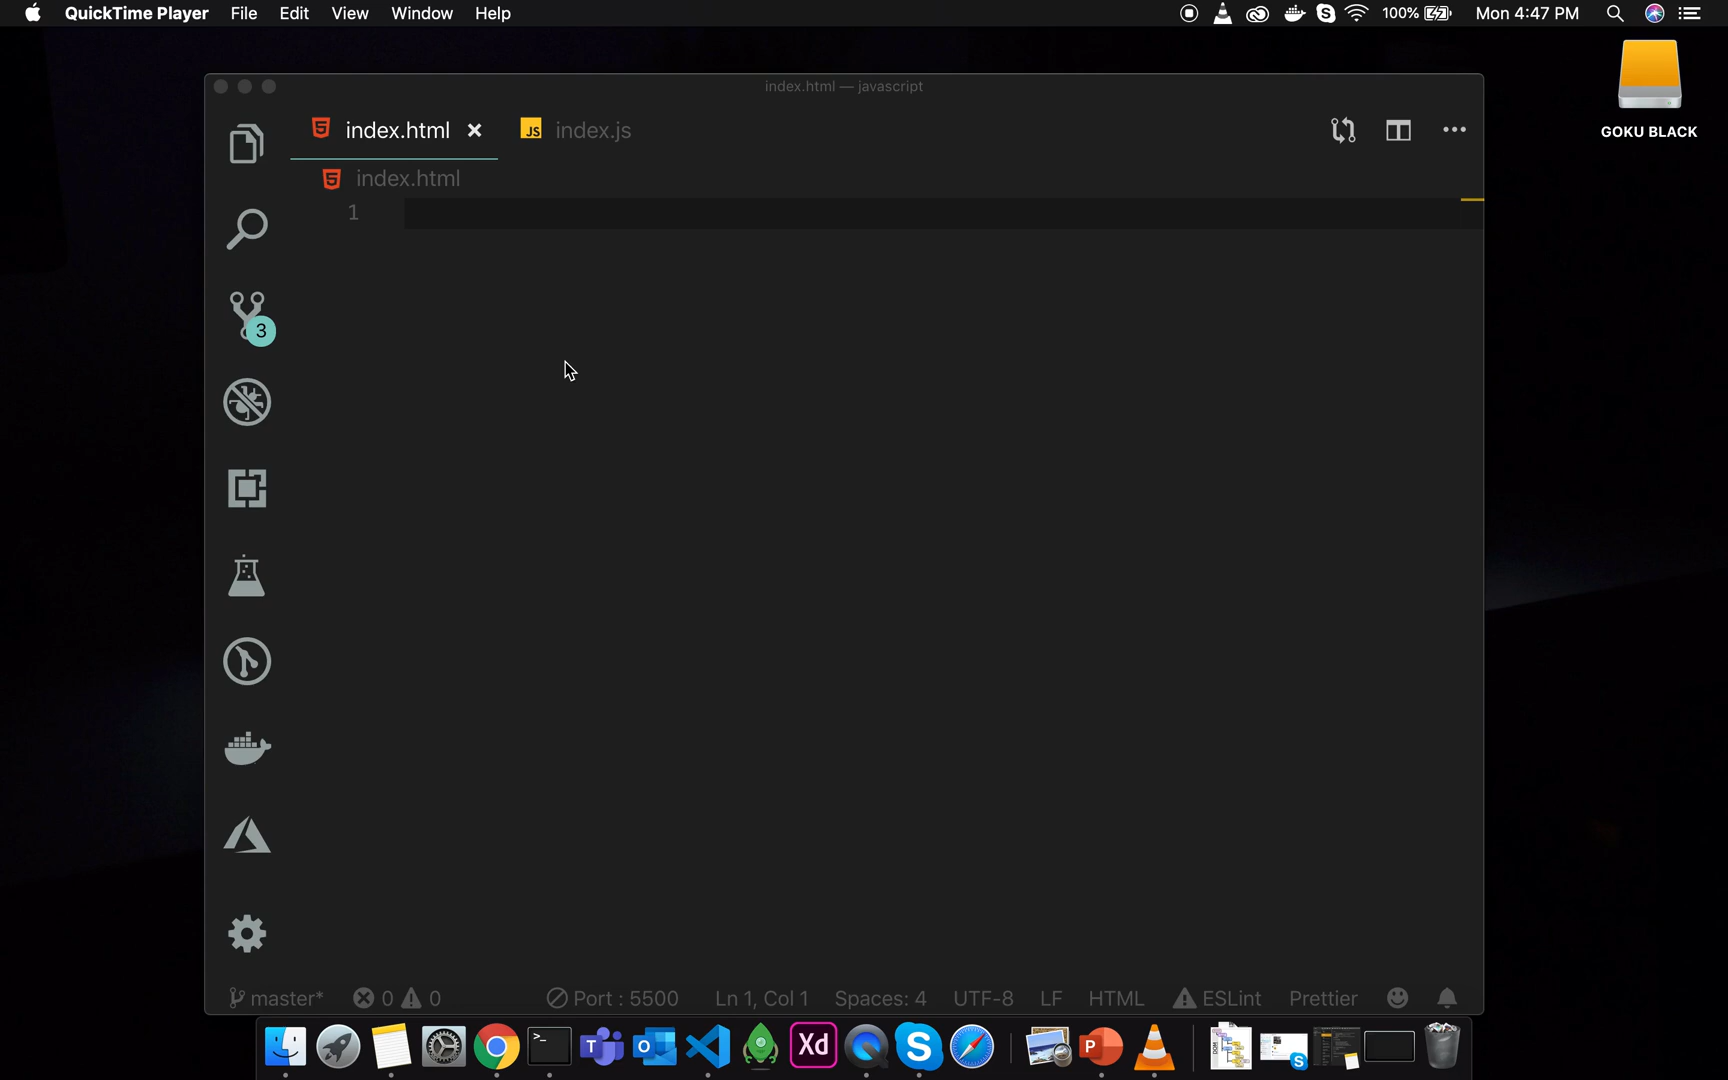 QuickTime Player File Edit View Window Help 100% Mon 4:47 PM
GOKU BLACK
index.html — javascript
index.html index.js
JS
index.html
1
3
master* 0 0 Port : 5500 Ln 1, Col 1 Spaces: 4 UTF-8 LF HTML ESLint Prettier
>_ T O Xd S P S